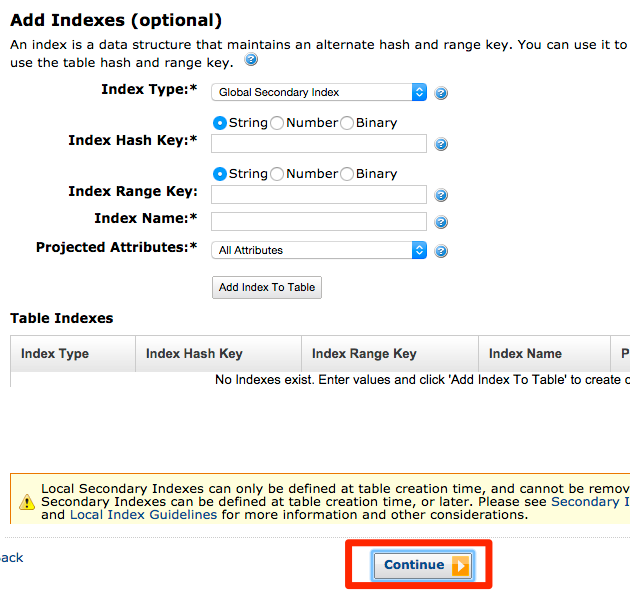 Add Indexes (optional)
An index is a data structure that maintains an alternate hash and range key. You can use it to
use the table hash and range key.
Index Type:* Global Secondary Index
String Number Binary
Index Hash Key:*
String Number Binary
Index Range Key:
Index Name:*
Projected Attributes:* All Attributes
Add Index To Table
Table Indexes
Index Type Index Hash Key Index Range Key Index Name P
No Indexes exist. Enter values and click 'Add Index To Table' to create
Local Secondary Indexes can only be defined at table creation time, and cannot be remov
Secondary Indexes can be defined at table creation time, or later. Please see Secondary I
and Local Index Guidelines for more information and other considerations.
ack
Continue